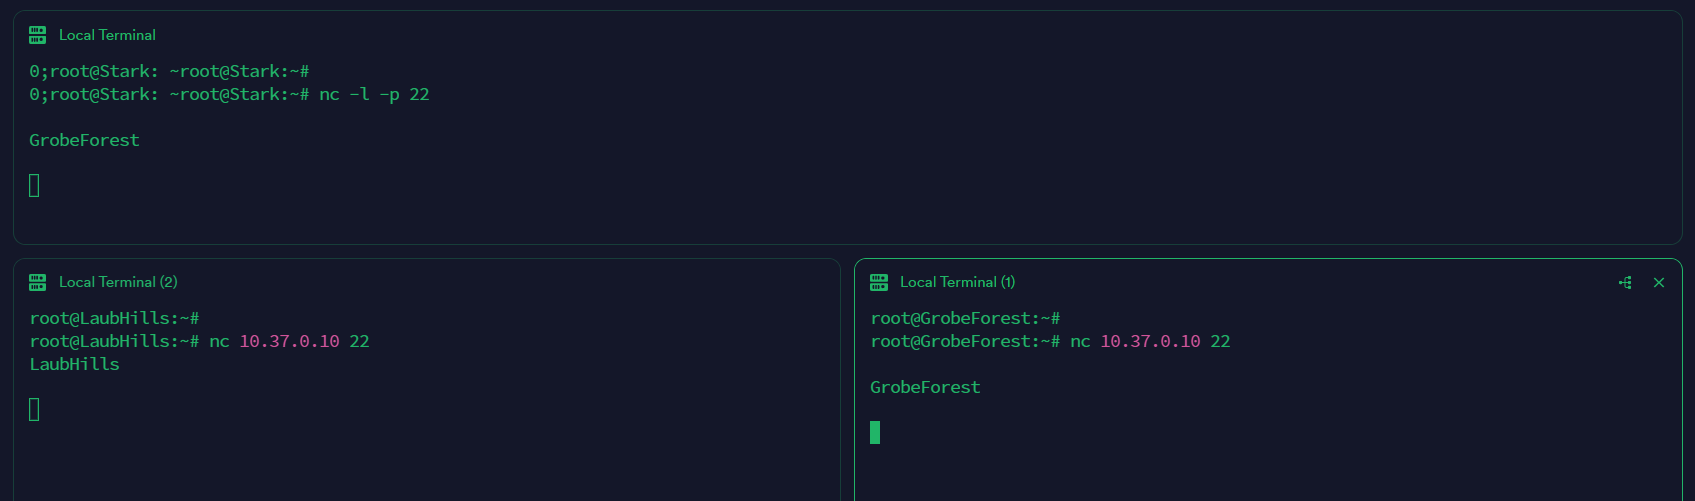 Local Terminal
0;root@Stark: ~root@Stark:~#
0;root@Stark: ~root@Stark:~# nc -l -p 22
GrobeForest
Local Terminal (2)
root@LaubHills:~#
root@LaubHills:~# nc 10.37.0.10 22
LaubHills
Local Terminal (1)
root@GrobeForest:~#
root@GrobeForest:~# nc 10.37.0.10 22
GrobeForest